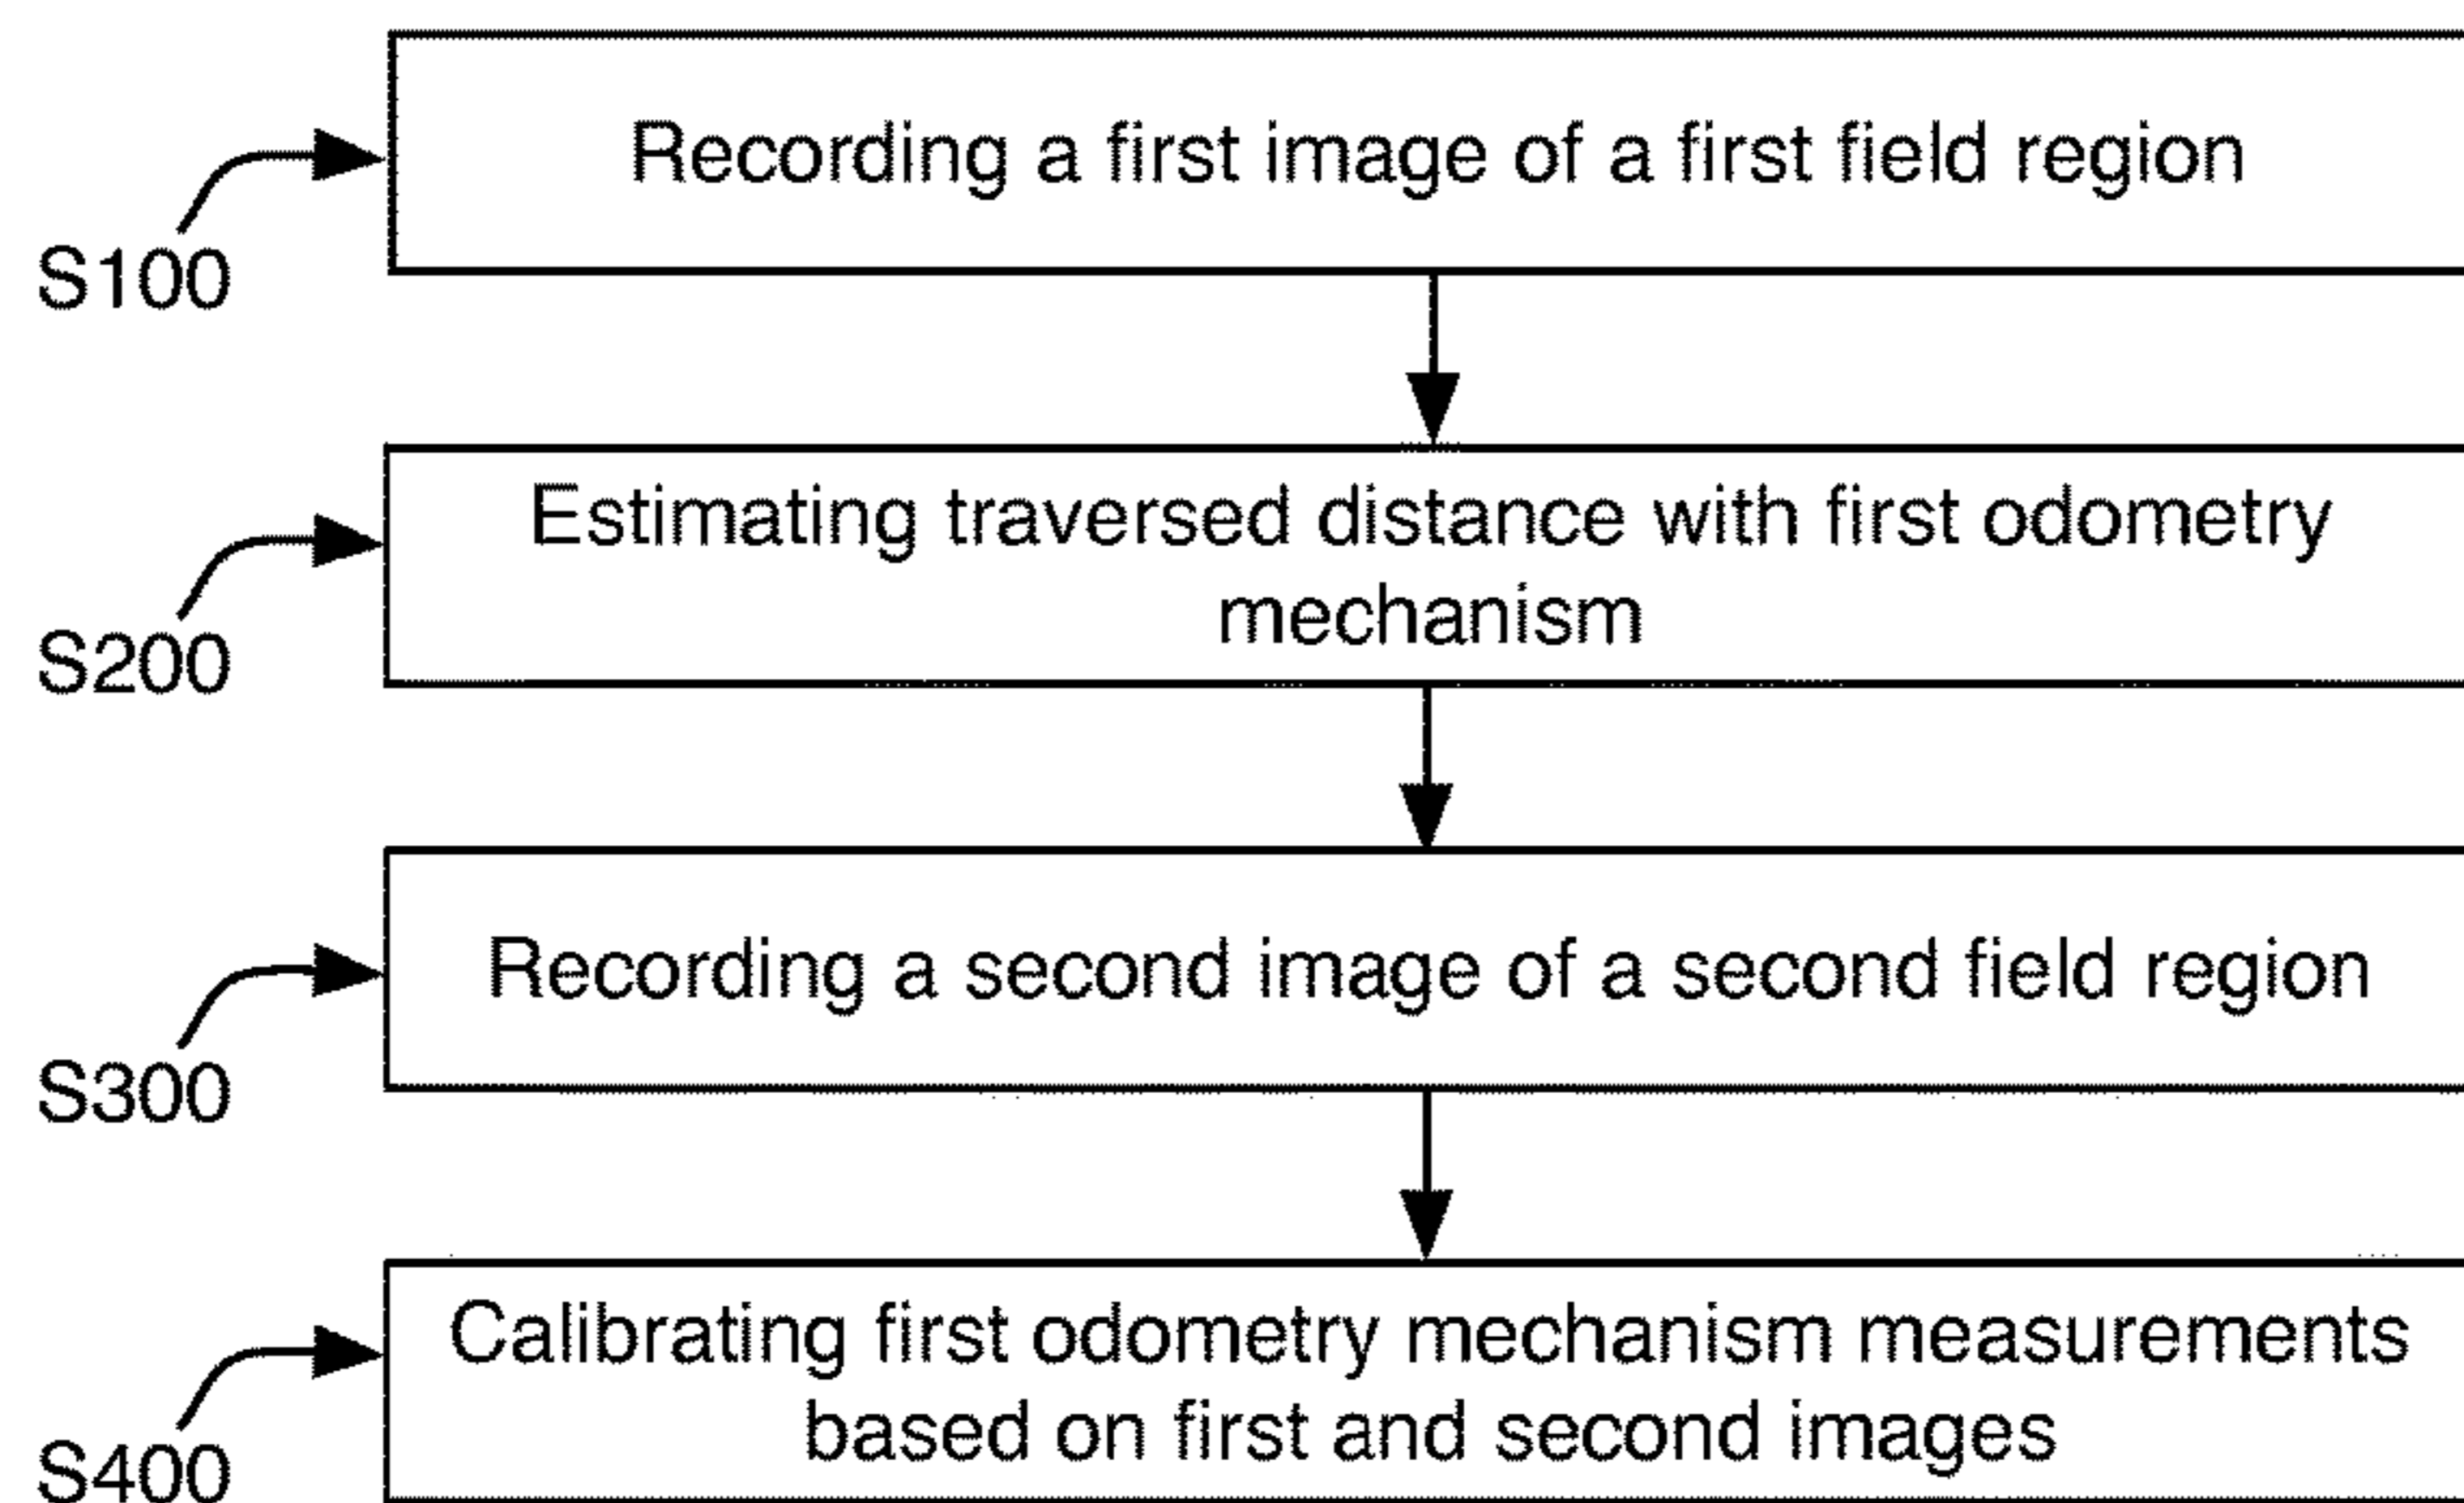 Recording a first image of a first field region
S100
Estimating traversed distance with first odometry
mechanism
S200
Recording a second image of a second field region
S300
Calibrating first odometry mechanism measurements
based on first and second images
S400